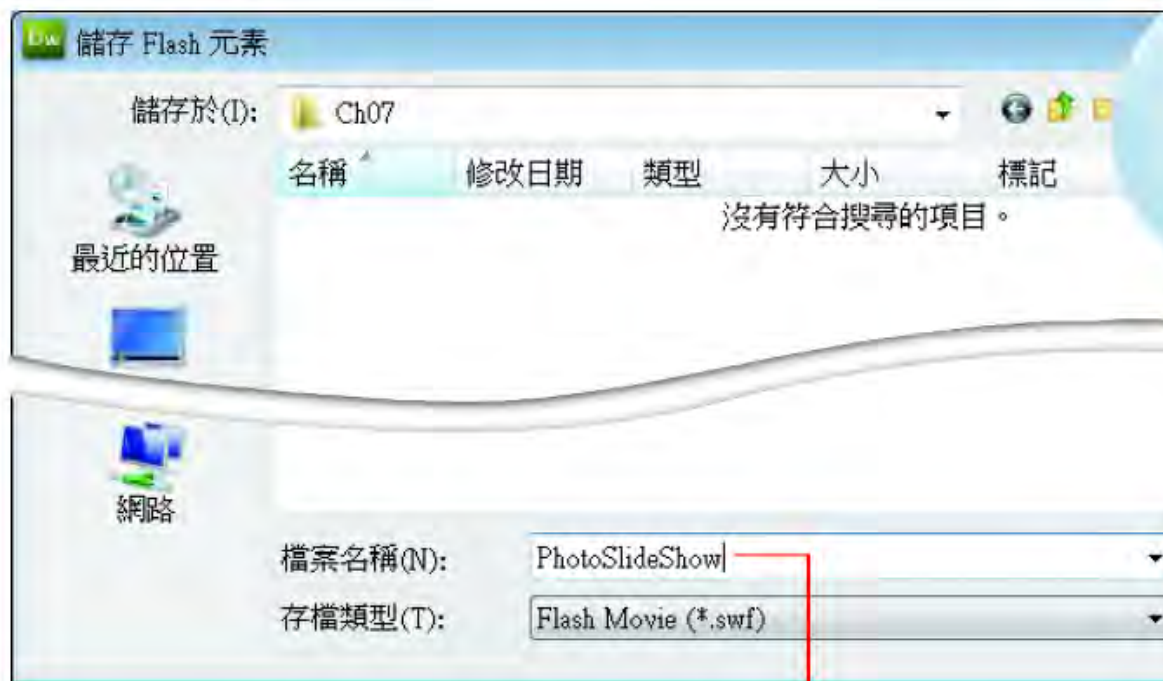 Dw 儲存 Flash 元素
儲存於(I): Ch07
名稱 修改日期 類型 大小 標記
沒有符合搜尋的項目。
最近的位置
網路
檔案名稱(N): PhotoSlideShow
存檔類型(T): Flash Movie (*.swf)